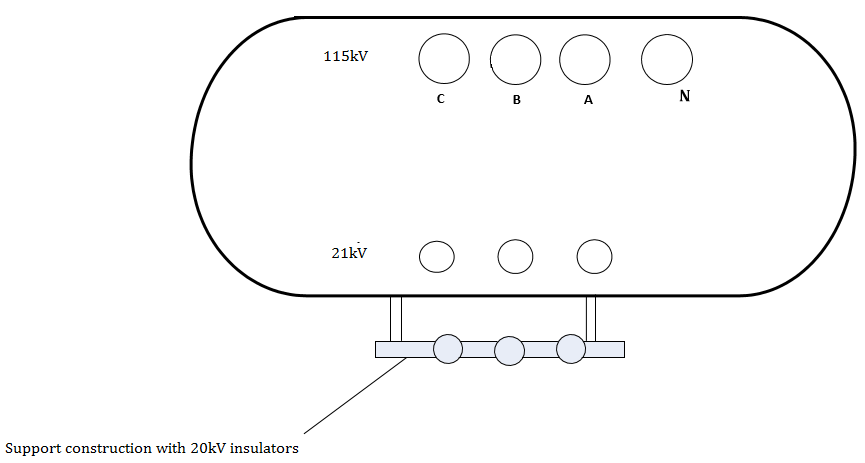 115kV
C B A N
21kV
Support construction with 20kV insulators